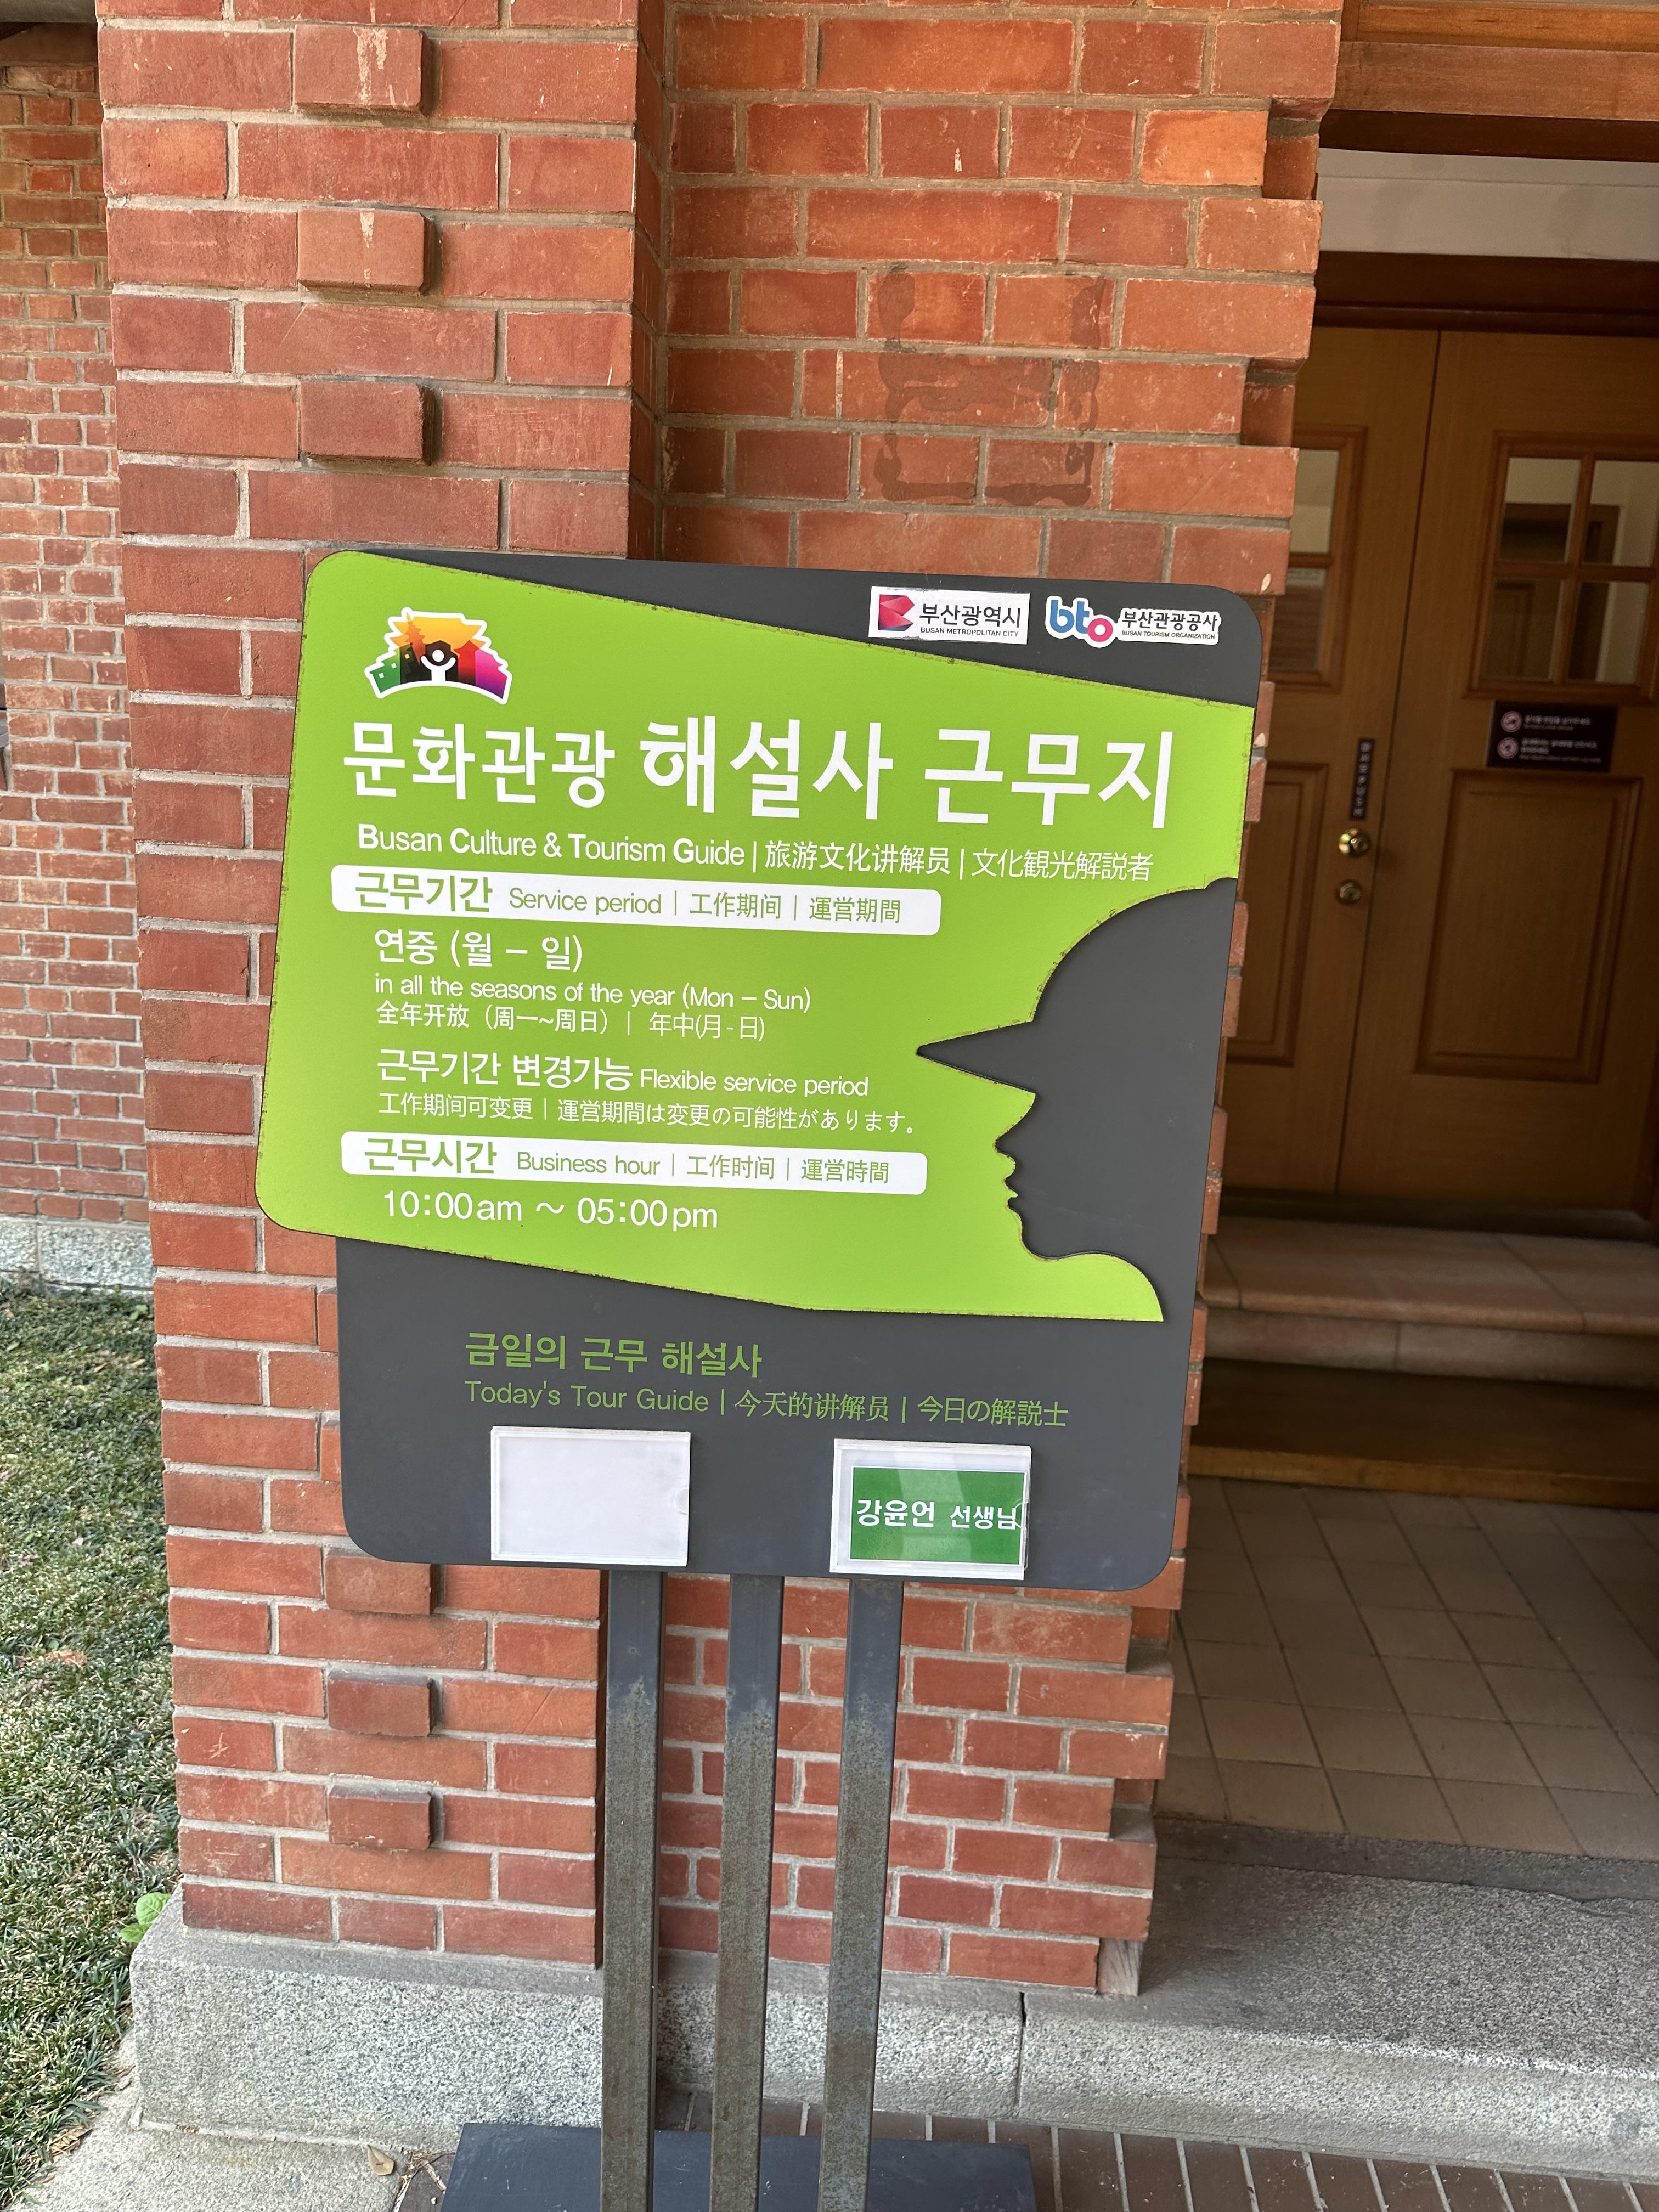 부산광역시
BUSAN METROPOLITAN CITY
bto 부산관광공사
BUSAN TOURISM ORGANIZATION
문화관광 해설사 근무지
Busan Culture & Tourism Guide | 旅游文化讲解员 | 文化観光解説者
근무기간 Service period | 工作期间 | 運営期間
연중 (월 – 일)
in all the seasons of the year (Mon – Sun)
全年开放（周一~周日） | 年中(月-日)
근무기간 변경가능 Flexible service period
工作期间可变更 | 運営期間は変更の可能性があります。
근무시간 Business hour | 工作时间 | 運営時間
10:00am ~ 05:00pm
금일의 근무 해설사
Today's Tour Guide | 今天的讲解员 | 今日の解説士
강윤언 선생님